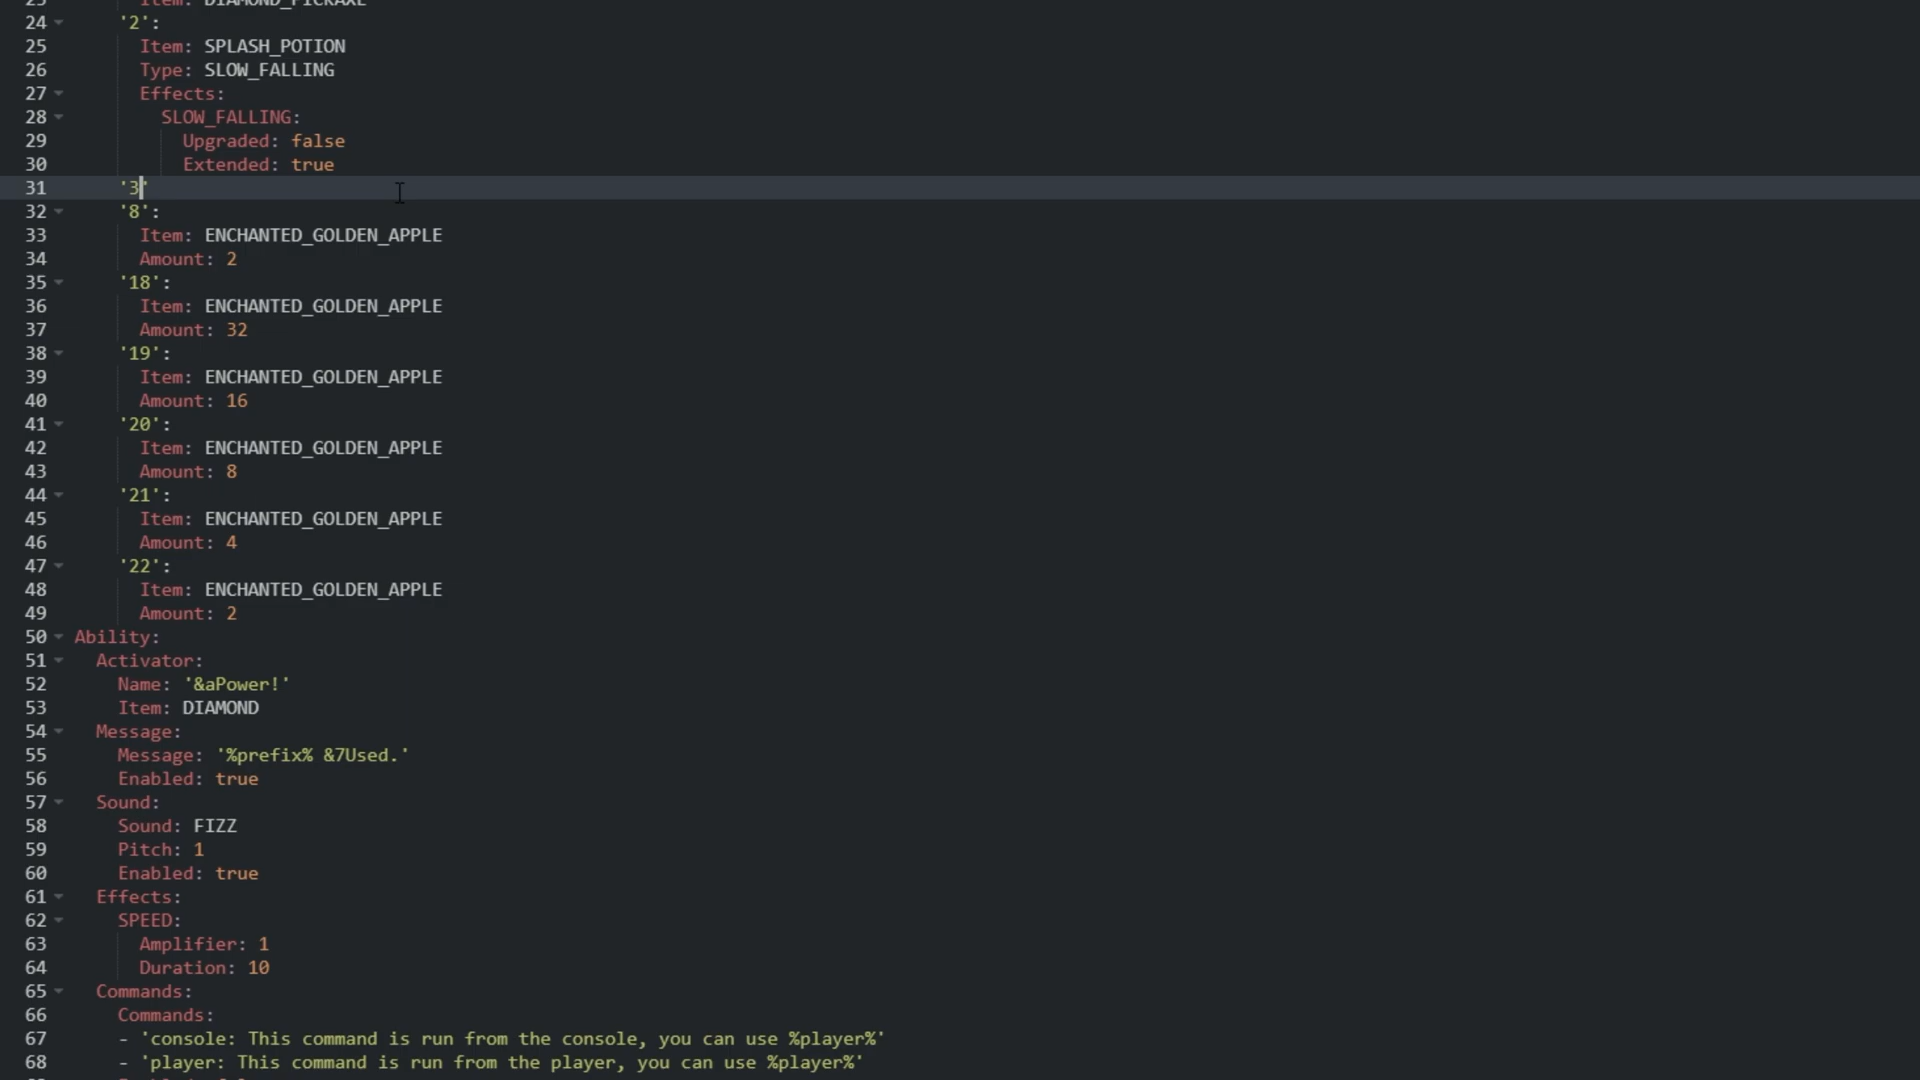 23 Item: DIAMOND_PICKAXE
24 '2':
25 Item: SPLASH_POTION
26 Type: SLOW_FALLING
27 Effects:
28 SLOW_FALLING:
29 Upgraded: false
30 Extended: true
31 '3'
32 '8':
33 Item: ENCHANTED_GOLDEN_APPLE
34 Amount: 2
35 '18':
36 Item: ENCHANTED_GOLDEN_APPLE
37 Amount: 32
38 '19':
39 Item: ENCHANTED_GOLDEN_APPLE
40 Amount: 16
41 '20':
42 Item: ENCHANTED_GOLDEN_APPLE
43 Amount: 8
44 '21':
45 Item: ENCHANTED_GOLDEN_APPLE
46 Amount: 4
47 '22':
48 Item: ENCHANTED_GOLDEN_APPLE
49 Amount: 2
50 Ability:
51 Activator:
52 Name: '&aPower!'
53 Item: DIAMOND
54 Message:
55 Message: '%prefix% &7Used.'
56 Enabled: true
57 Sound:
58 Sound: FIZZ
59 Pitch: 1
60 Enabled: true
61 Effects:
62 SPEED:
63 Amplifier: 1
64 Duration: 10
65 Commands:
66 Commands:
67 - 'console: This command is run from the console, you can use %player%'
68 - 'player: This command is run from the player, you can use %player%'